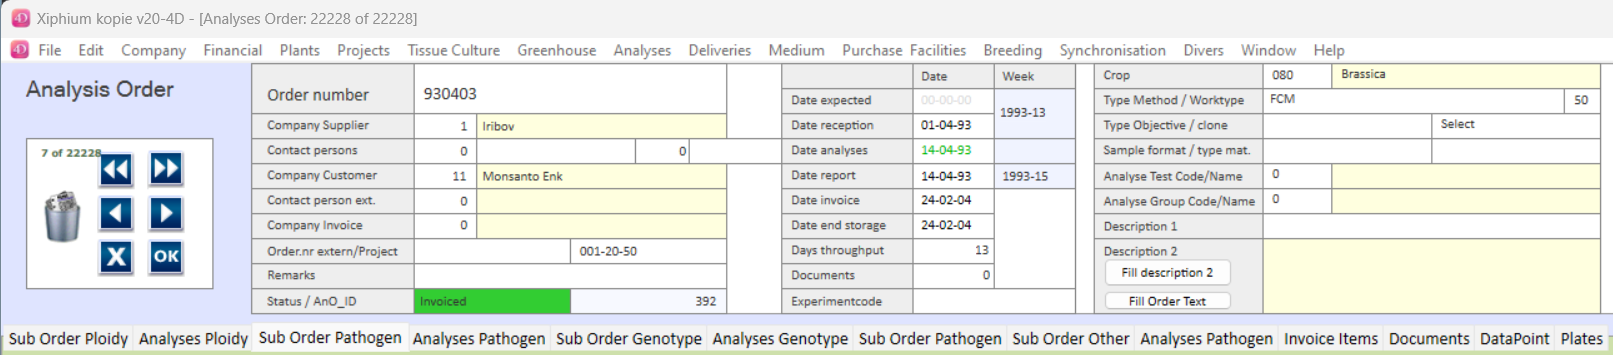 Xiphium kopie v20-4D - [Analyses Order: 22228 of 22228]
File Edit Company Financial Plants Projects Tissue Culture Greenhouse Analyses Deliveries Medium Purchase Facilities Breeding Synchronisation Divers Window Help
Analysis Order
7 of 22228
X OK
Order number 930403
Company Supplier 1 Iribov
Contact persons 0 0
Company Customer 11 Monsanto Enk
Contact person ext. 0
Company Invoice 0
Order.nr extern/Project 001-20-50
Remarks
Status / AnO_ID Invoiced 392
Date Week
Date expected 00-00-00 1993-13
Date reception 01-04-93
Date analyses 14-04-93
Date report 14-04-93 1993-15
Date invoice 24-02-04
Date end storage 24-02-04
Days throughput 13
Documents 0
Experimentcode
Crop 080 Brassica
Type Method / Worktype FCM 50
Type Objective / clone Select
Sample format / type mat.
Analyse Test Code/Name 0
Analyse Group Code/Name 0
Description 1
Description 2
Fill description 2
Fill Order Text
Sub Order Ploidy Analyses Ploidy Sub Order Pathogen Analyses Pathogen Sub Order Genotype Analyses Genotype Sub Order Pathogen Sub Order Other Analyses Pathogen Invoice Items Documents DataPoint Plates